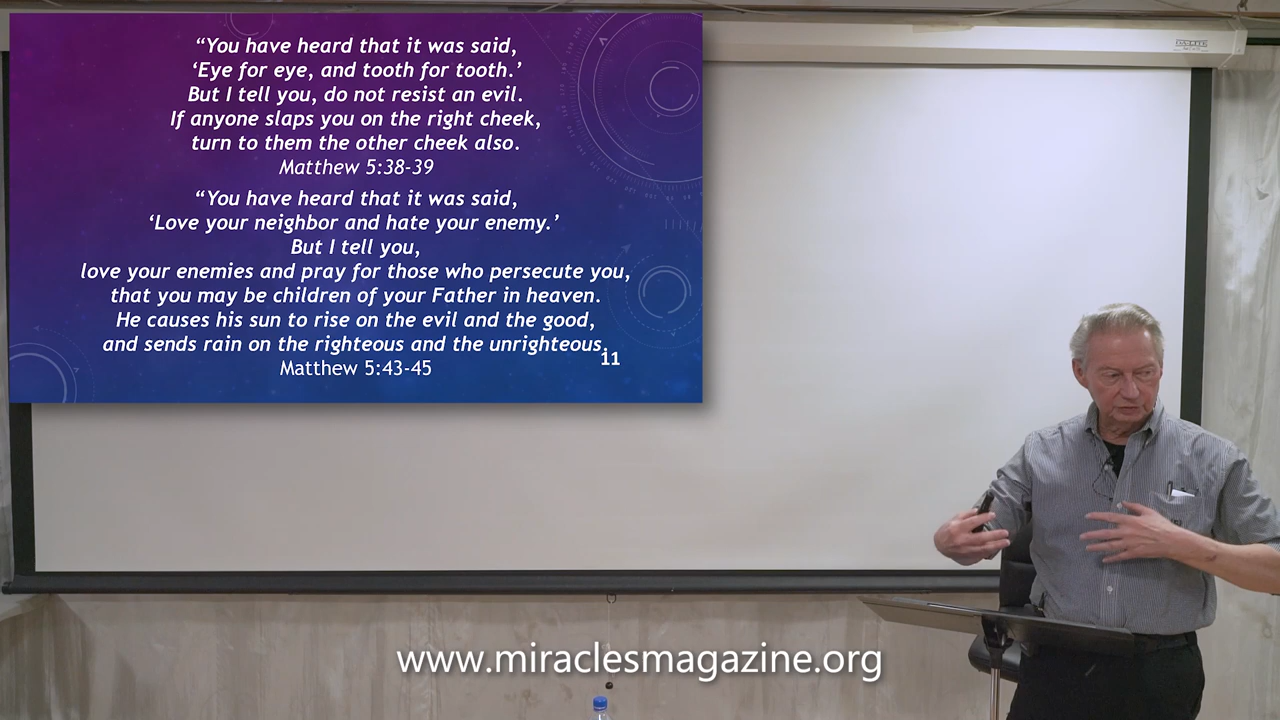 “You have heard that it was said,
‘Eye for eye, and tooth for tooth.’
But I tell you, do not resist an evil.
If anyone slaps you on the right cheek,
turn to them the other cheek also.
Matthew 5:38-39
“You have heard that it was said,
‘Love your neighbor and hate your enemy.’
But I tell you,
love your enemies and pray for those who persecute you,
that you may be children of your Father in heaven.
He causes his sun to rise on the evil and the good,
and sends rain on the righteous and the unrighteous.
11
Matthew 5:43-45
www.miraclesmagazine.org